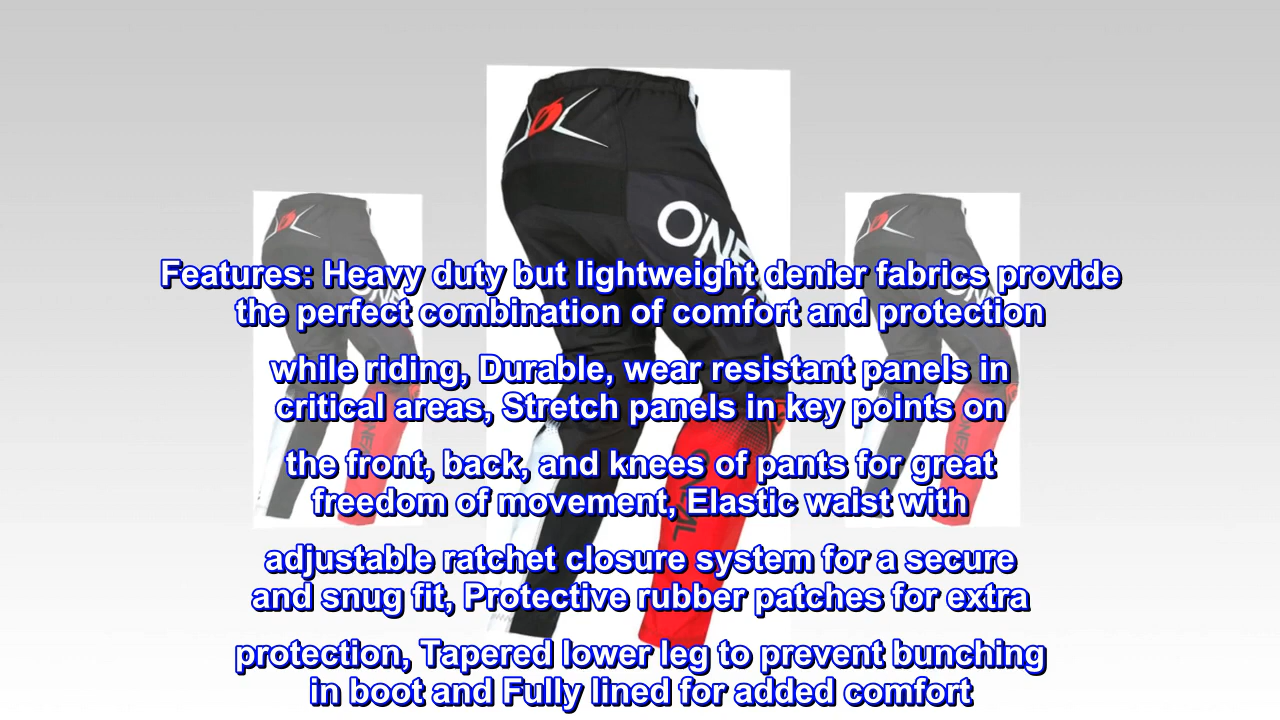 O'NEAL
Features: Heavy duty but lightweight denier fabrics provide
the perfect combination of comfort and protection
while riding, Durable, wear resistant panels in
critical areas, Stretch panels in key points on
the front, back, and knees of pants for great
freedom of movement, Elastic waist with
adjustable ratchet closure system for a secure
and snug fit, Protective rubber patches for extra
protection, Tapered lower leg to prevent bunching
in boot and Fully lined for added comfort